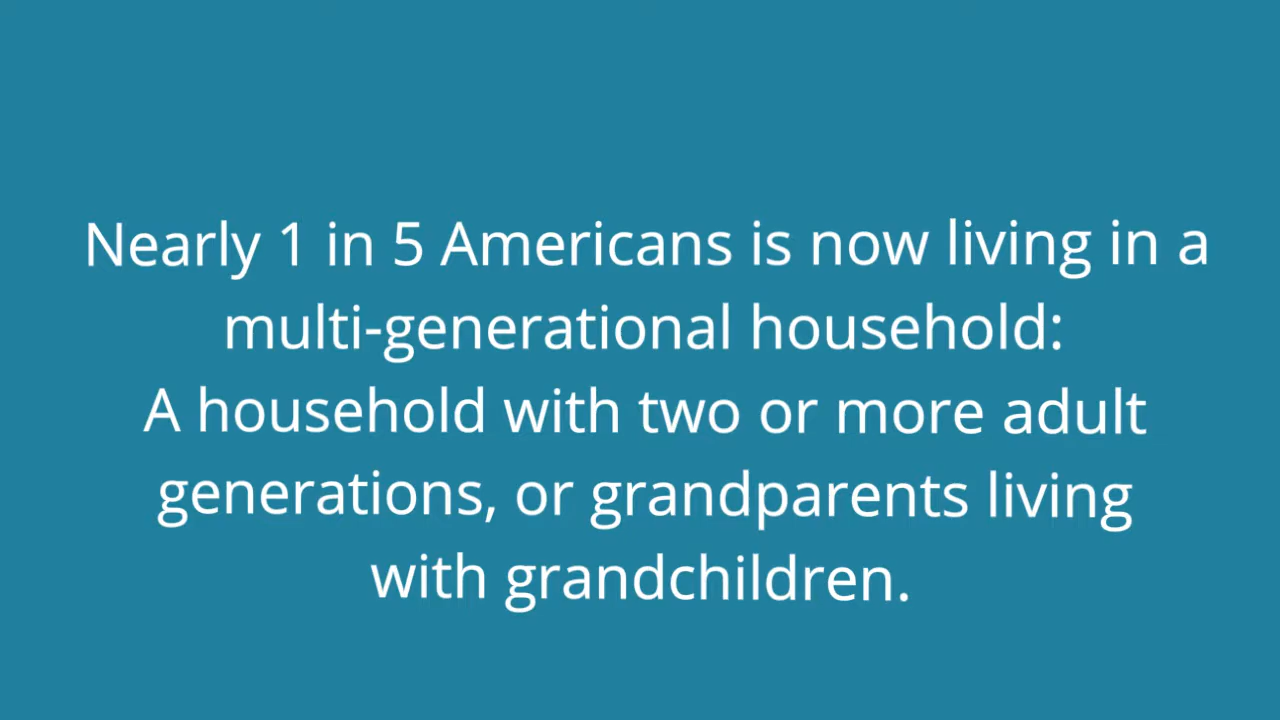 Nearly 1 in 5 Americans is now living in a
multi-generational household:
A household with two or more adult
generations, or grandparents living
with grandchildren.